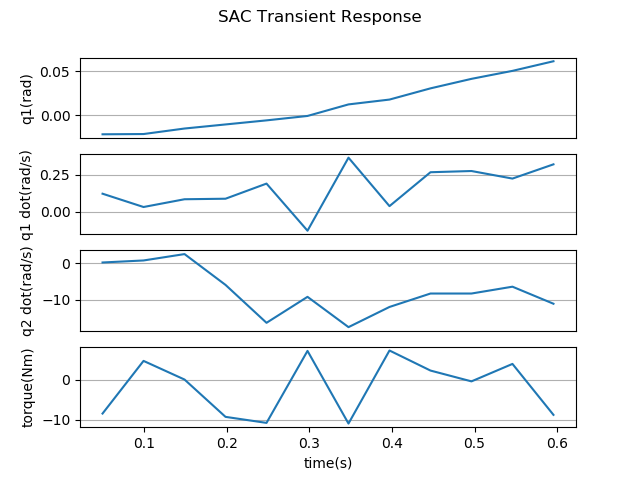 SAC Transient Response
q1(rad)
0.05
0.00
q1 dot(rad/s)
0.25
0.00
q2 dot(rad/s)
0
−10
torque(Nm)
0
−10
0.1 0.2 0.3 0.4 0.5 0.6
time(s)